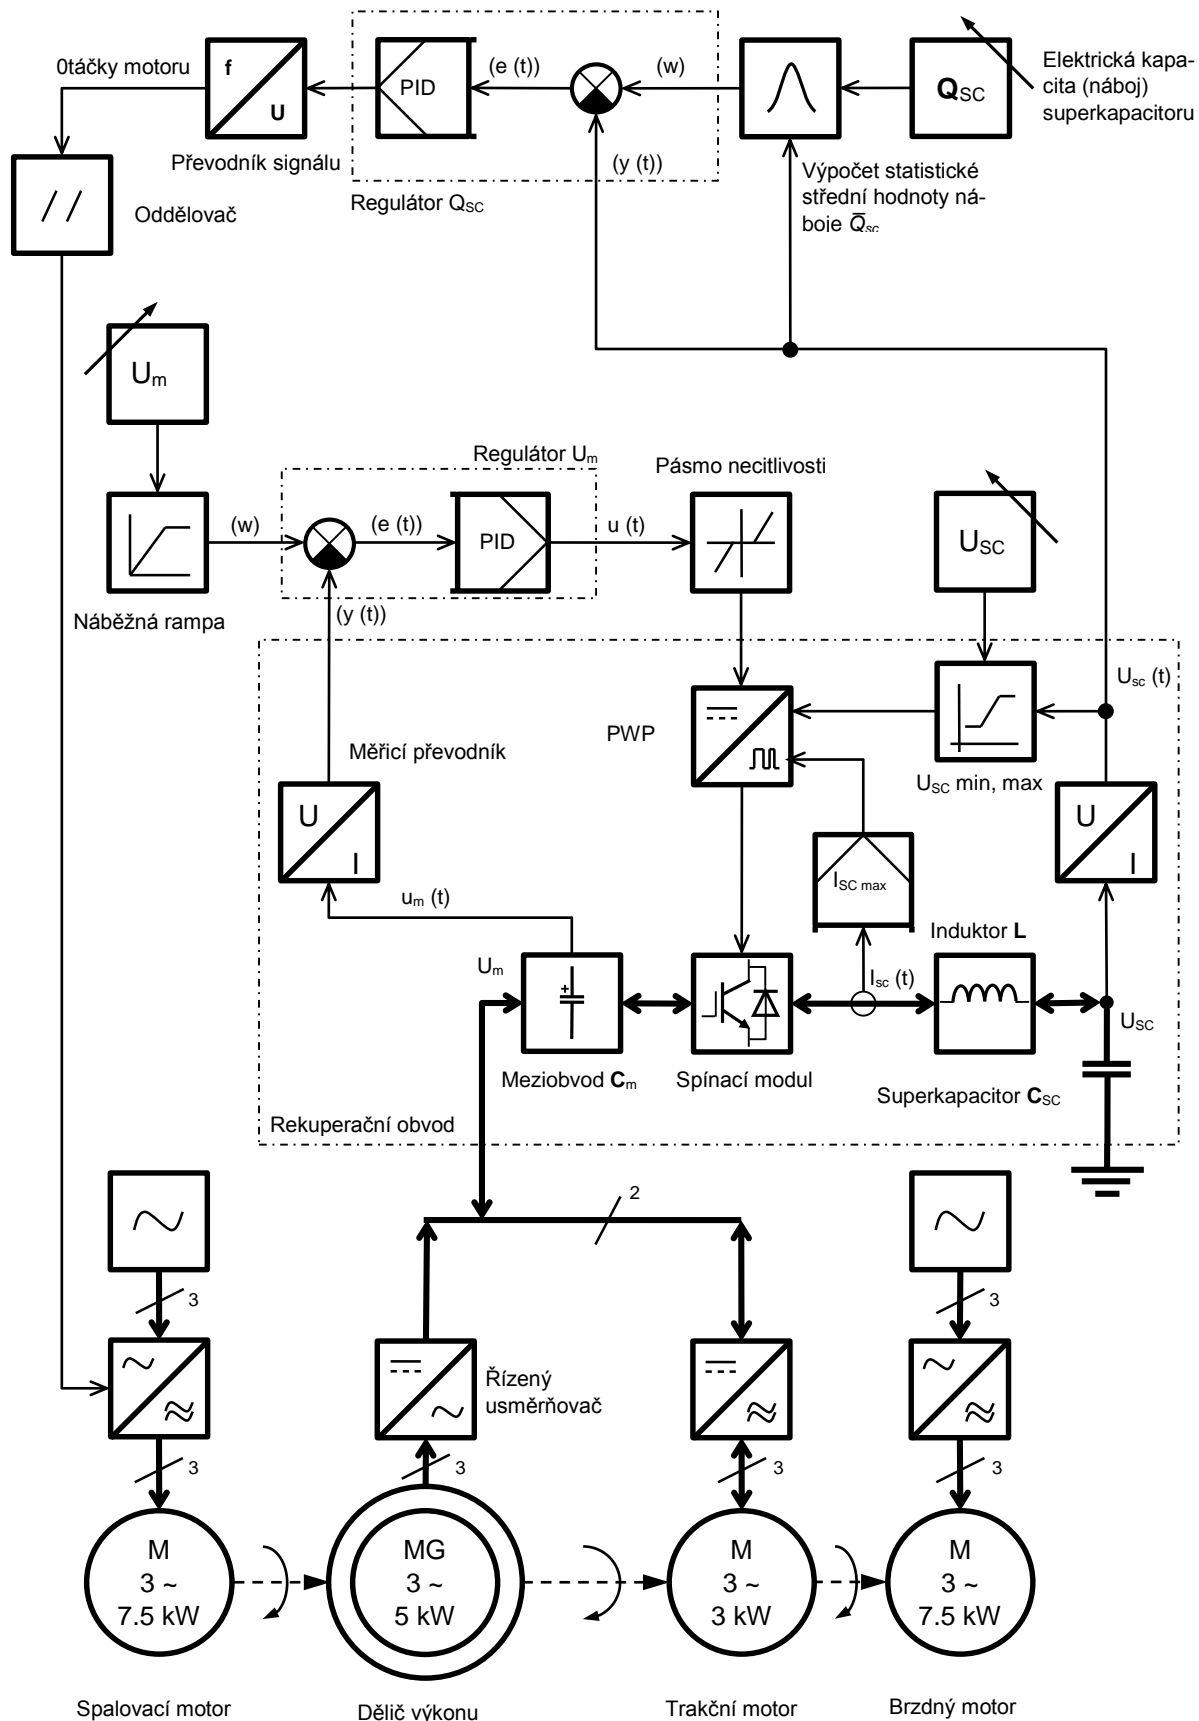 0táčky motoru
f
U
Převodník signálu
PID
(e (t))
(w)
(y (t))
Regulátor QSC
QSC
Elektrická kapa-
cita (náboj)
superkapacitoru
Výpočet statistické
střední hodnoty ná-
boje Q̅sc
Oddělovač
Um
Náběžná rampa
(w)
Regulátor Um
(e (t))
PID
(y (t))
u (t)
Pásmo necitlivosti
USC
Usc (t)
USC min, max
PWP
Měřicí převodník
U
I
um (t)
ISC max
U
I
Induktor L
Um
Isc (t)
USC
Meziobvod Cm
Spínací modul
Superkapacitor CSC
Rekuperační obvod
2
3
3
Řízený
usměrňovač
3
3
3
3
M
3 ~
7.5 kW
MG
3 ~
5 kW
M
3 ~
3 kW
M
3 ~
7.5 kW
Spalovací motor
Dělič výkonu
Trakční motor
Brzdný motor